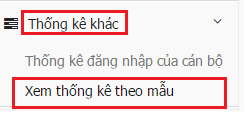 Thống kê khác
Thống kê đăng nhập của cán bộ
Xem thống kê theo mẫu